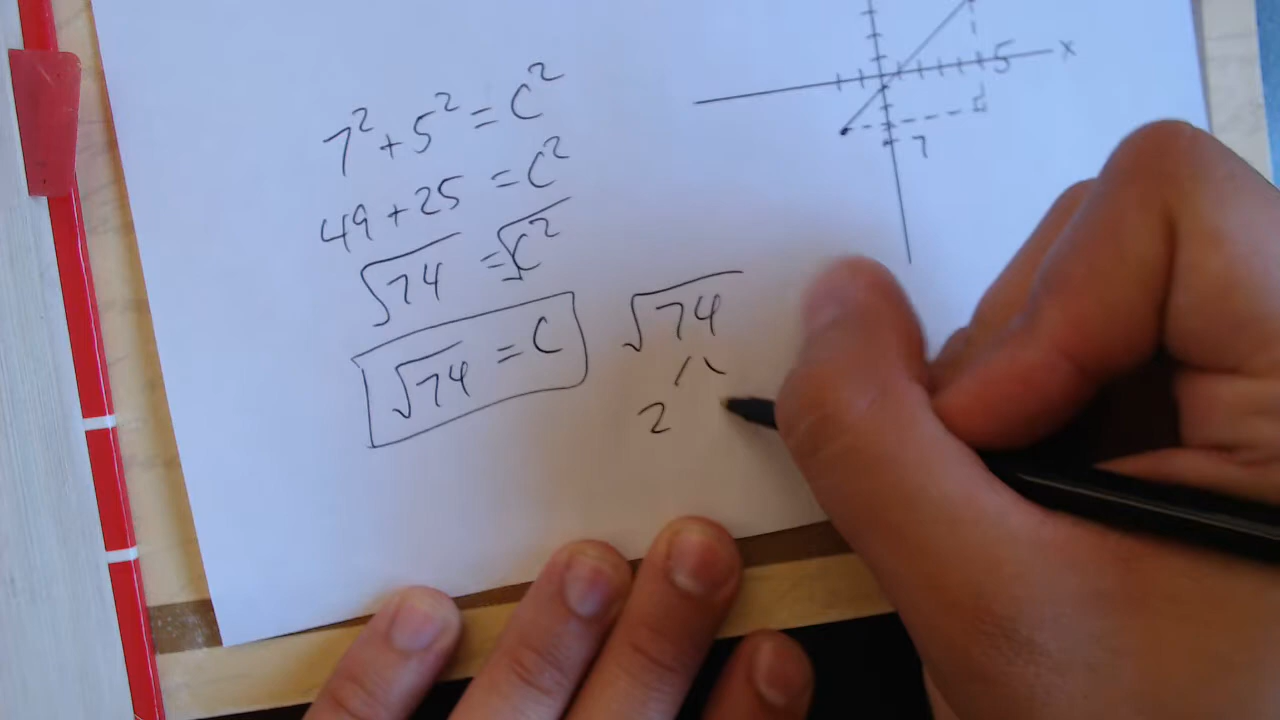 7² + 5² = C²
49 + 25 = C²
√74 = √C²
√74 = C
√74
2
x
5
7